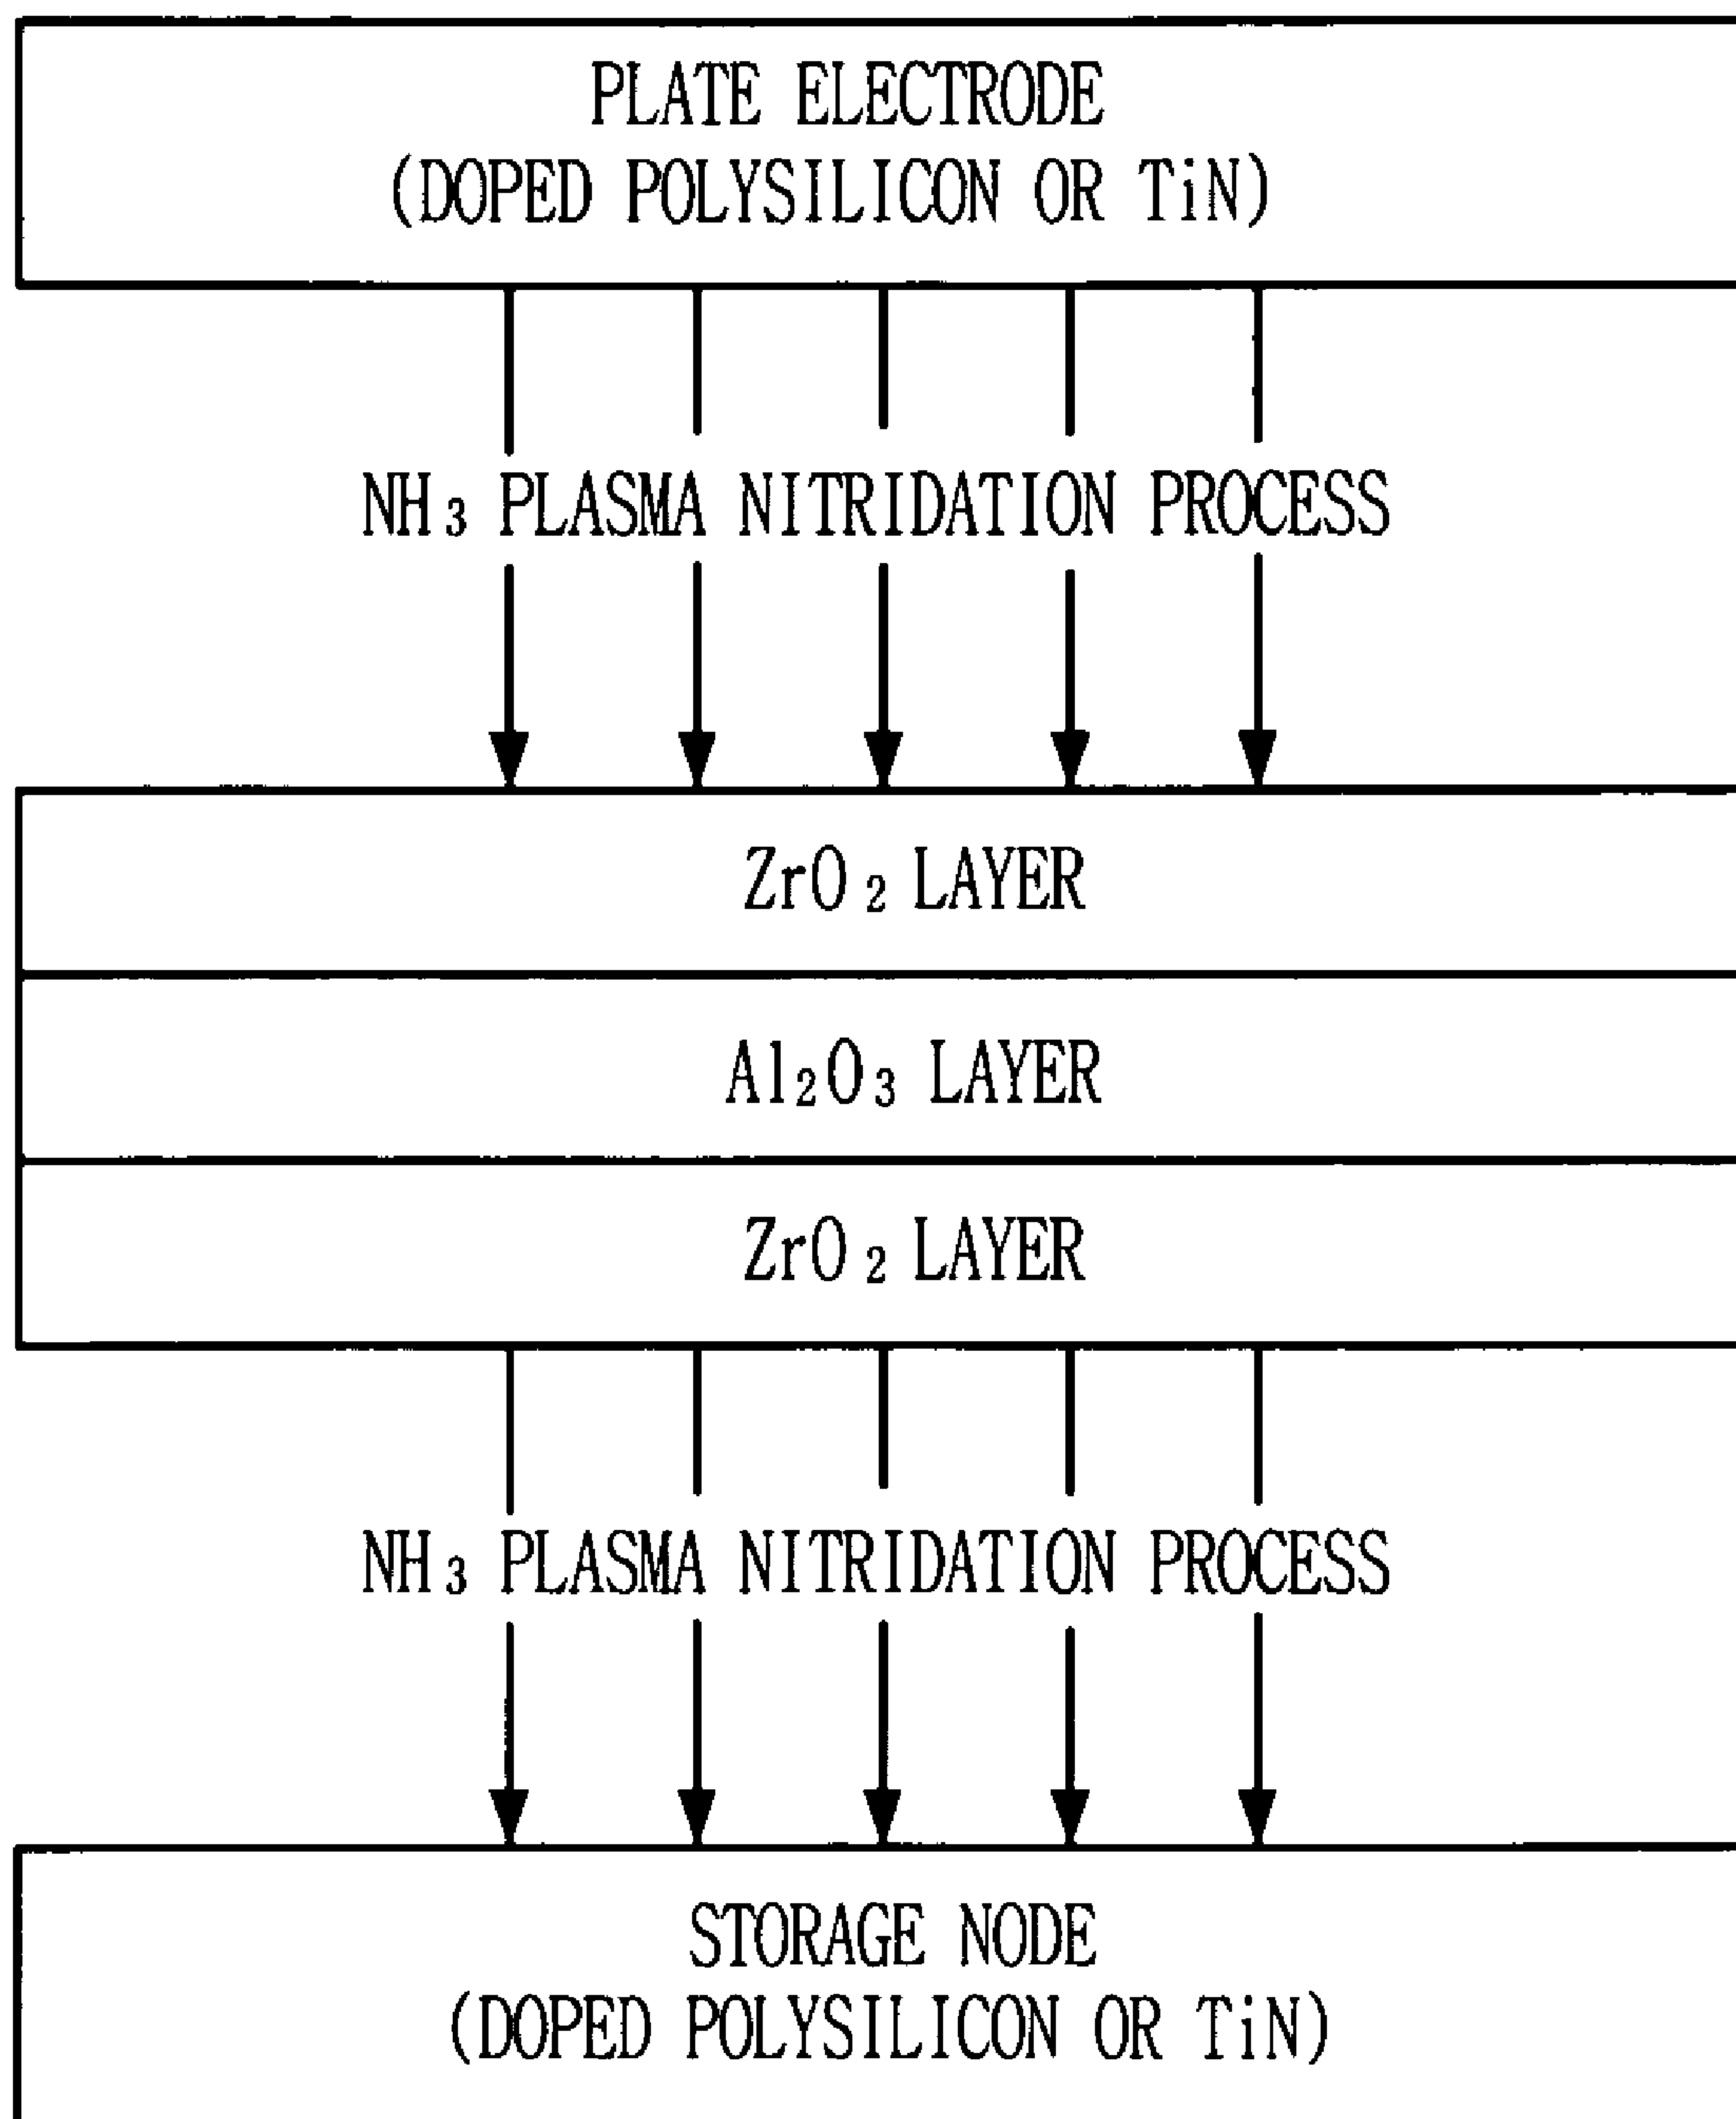 PLATE ELECTRODE
(DOPED POLYSILICON OR TiN)
NH₃ PLASMA NITRIDATION PROCESS
ZrO₂ LAYER
Al₂O₃ LAYER
ZrO₂ LAYER
NH₃ PLASMA NITRIDATION PROCESS
STORAGE NODE
(DOPED POLYSILICON OR TiN)